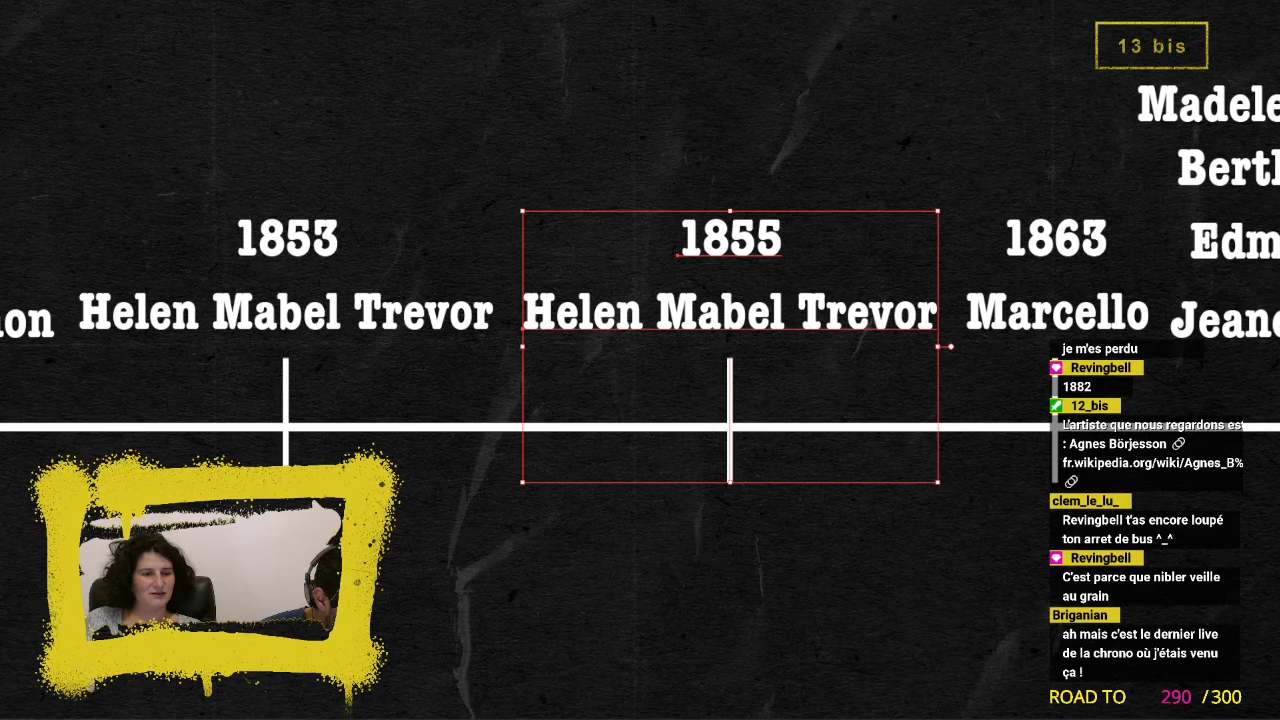 13 bis
Madele
Bertl
1853
1855
1863
Edm
on
Helen Mabel Trevor
Helen Mabel Trevor
Marcello
Jeanc
je m'es perdu
Revingbell
1882
12_bis
L'artiste que nous regardons est
: Agnes Börjesson
fr.wikipedia.org/wiki/Agnes_B%
clem_le_lu_
Revingbell t'as encore loupé
ton arret de bus ^_^
Revingbell
C'est parce que nibler veille
au grain
Briganian
ah mais c'est le dernier live
de la chrono où j'étais venu
ça !
ROAD TO 290 /300